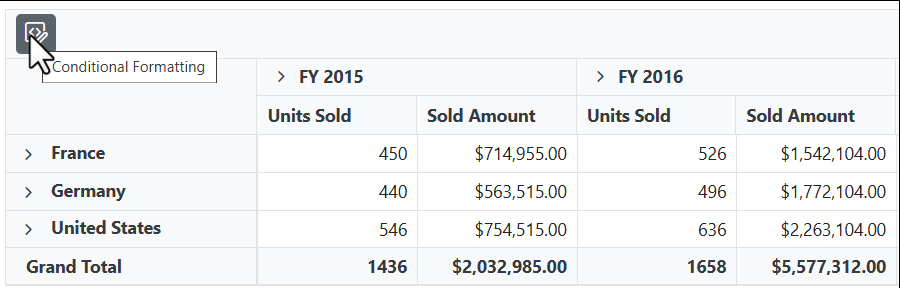 Conditional Formatting
FY 2015 FY 2016
Units Sold Sold Amount Units Sold Sold Amount
France 450 $714,955.00 526 $1,542,104.00
Germany 440 $563,515.00 496 $1,772,104.00
United States 546 $754,515.00 636 $2,263,104.00
Grand Total 1436 $2,032,985.00 1658 $5,577,312.00